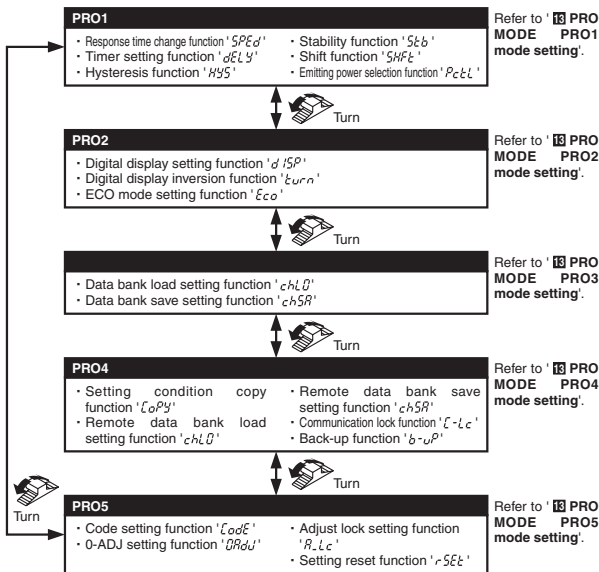 PRO1
・Response time change function 'SPEd'
・Timer setting function 'dELY'
・Hysteresis function 'HYS'
・Stability function 'Stb'
・Shift function 'SHFt'
・Emitting power selection function 'PctL'
Refer to ' 13 PRO
MODE PRO1
mode setting'.
Turn
PRO2
・Digital display setting function 'dISP'
・Digital display inversion function 'turn'
・ECO mode setting function 'Eco'
Refer to ' 13 PRO
MODE PRO2
mode setting'.
Turn
・Data bank load setting function 'chLO'
・Data bank save setting function 'chSA'
Refer to ' 13 PRO
MODE PRO3
mode setting'.
Turn
PRO4
・Setting condition copy
function 'CoPY'
・Remote data bank load
setting function 'chLO'
・Remote data bank save
setting function 'chSA'
・Communication lock function 'C-Lc'
・Back-up function 'b-uP'
Refer to ' 13 PRO
MODE PRO4
mode setting'.
Turn
Turn
PRO5
・Code setting function 'CodE'
・0-ADJ setting function '0AdJ'
・Adjust lock setting function
'A_Lc'
・Setting reset function 'rSEt'
Refer to ' 13 PRO
MODE PRO5
mode setting'.